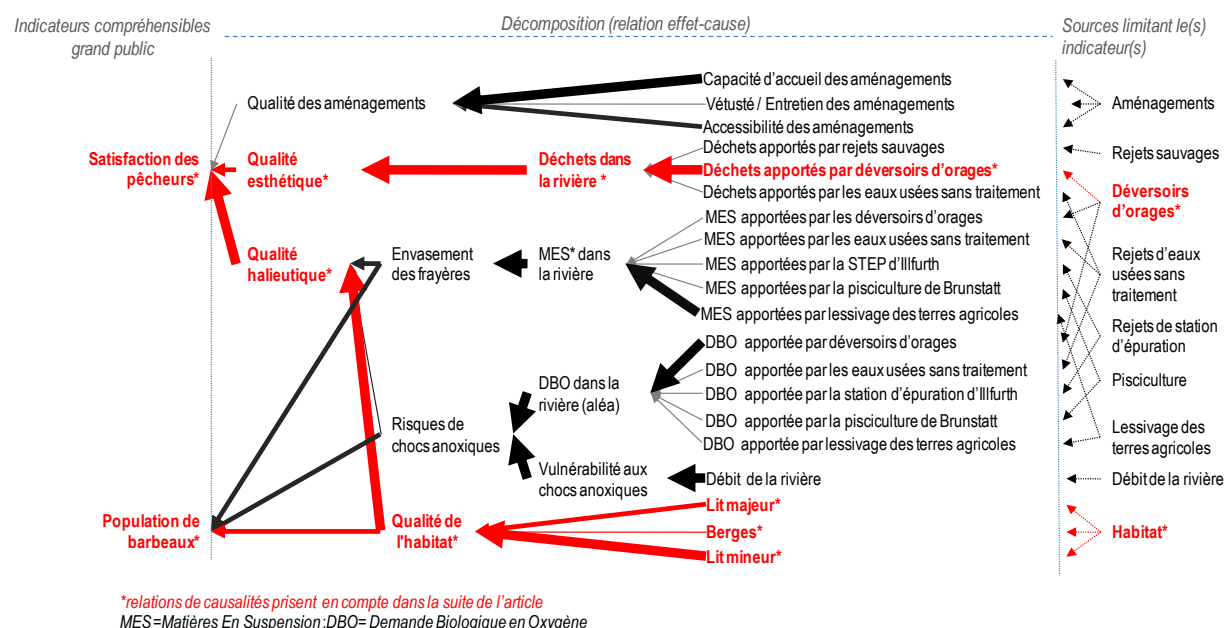 Indicateurs compréhensibles
grand public
Décomposition (relation effet-cause)
Sources limitant le(s)
indicateur(s)
Qualité des aménagements
Capacité d'accueil des aménagements
Vétusté / Entretien des aménagements
Accessibilité des aménagements
Aménagements
Satisfaction des
pêcheurs*
Qualité
esthétique*
Déchets dans
la rivière *
Déchets apportés par rejets sauvages
Déchets apportés par déversoirs d'orages*
Déchets apportés par les eaux usées sans traitement
Rejets sauvages
Déversoirs
d'orages*
Qualité
halieutique*
Envasement
des frayères
MES* dans
la rivière
MES apportées par les déversoirs d'orages
MES apportées par les eaux usées sans traitement
MES apportées par la STEP d'Illfurth
MES apportées par la pisciculture de Brunstatt
MES apportées par lessivage des terres agricoles
Rejets d'eaux
usées sans
traitement
Rejets de station
d'épuration
Risques de
chocs anoxiques
DBO dans la
rivière (aléa)
DBO apportée par déversoirs d'orages
DBO apportée par les eaux usées sans traitement
DBO apportée par la station d'épuration d'Illfurth
DBO apportée par la pisciculture de Brunstatt
DBO apportée par lessivage des terres agricoles
Pisciculture
Lessivage des
terres agricoles
Vulnérabilité aux
chocs anoxiques
Débit de la rivière
Débit de la rivière
Population de
barbeaux*
Qualité de
l'habitat*
Lit majeur*
Berges*
Lit mineur*
Habitat*
*relations de causalités prisent en compte dans la suite de l'article
MES=Matières En Suspension ;DBO= Demande Biologique en Oxygène